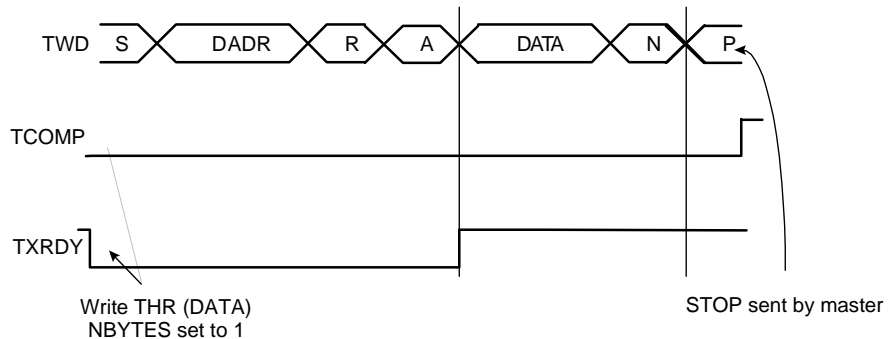 TWD S DADR R A DATA N P
TCOMP
TXRDY
Write THR (DATA)
NBYTES set to 1
STOP sent by master